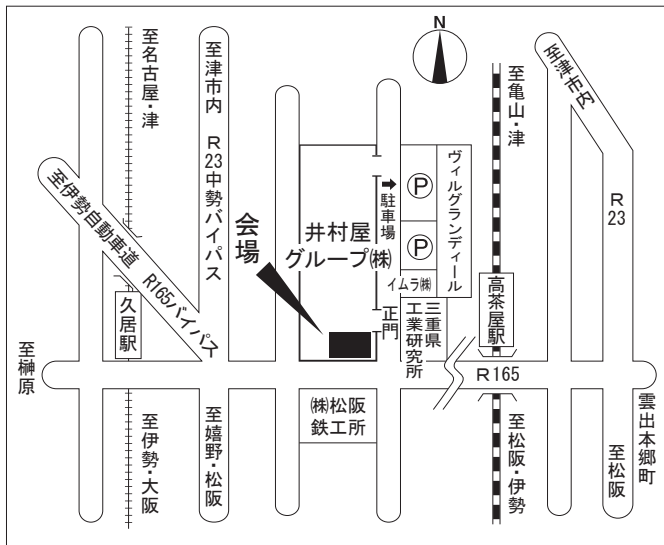 N
至名古屋・津
至津市内
R23中勢バイパス
至亀山・津
至津市内
R23
至伊勢自動車道
R165バイパス
会場
井村屋
グループ㈱
駐車場
P
P
ヴィルグランディール
イムラ㈱
正門
三重県
工業研究所
高茶屋駅
久居駅
至榊原
R165
㈱松阪
鉄工所
至伊勢・大阪
至嬉野・松阪
至松阪・伊勢
至松阪
雲出本郷町